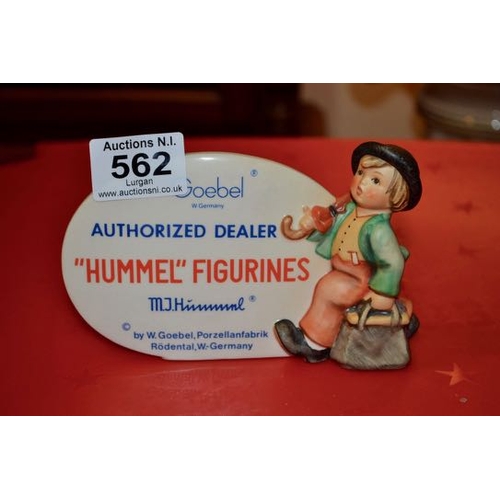 Auctions N.I.
562
Lurgan
www.auctionsni.co.uk
Goebel ®
W.Germany
AUTHORIZED DEALER
"HUMMEL" FIGURINES
M.J.Hummel ®
© by W. Goebel, Porzellanfabrik
Rödental, W.-Germany